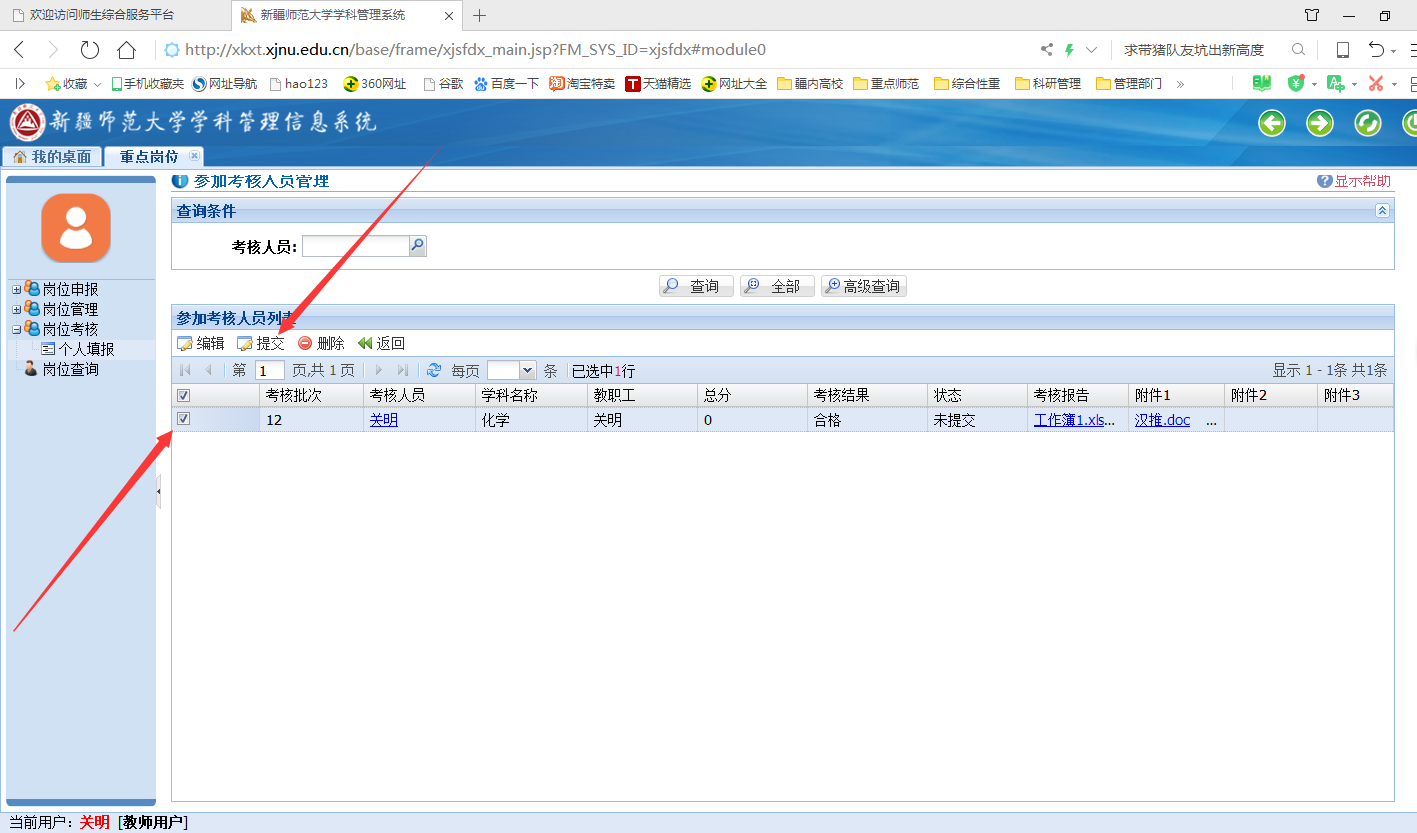 欢迎访问师生综合服务平台 新疆师范大学学科管理系统
http://xkxt.xjnu.edu.cn/base/frame/xjsfdx_main.jsp?FM_SYS_ID=xjsfdx#module0 求带猪队友坑出新高度
收藏 手机收藏夹 网址导航 hao123 360网址 谷歌 百度一下 淘宝特卖 天猫精选 网址大全 疆内高校 重点师范 综合性重 科研管理 管理部门 »
新疆师范大学学科管理信息系统
我的桌面 重点岗位
参加考核人员管理 显示帮助
查询条件
考核人员:
查询 全部 高级查询
岗位申报
岗位管理
岗位考核
个人填报
岗位查询
参加考核人员列表
编辑 提交 删除 返回
第 1 页,共 1 页 每页 条 已选中1行 显示 1 - 1条 共1条
考核批次 考核人员 学科名称 教职工 总分 考核结果 状态 考核报告 附件1 附件2 附件3
12 关明 化学 关明 0 合格 未提交 工作簿1.xls... 汉推.doc ...
当前用户: 关明 [教师用户]